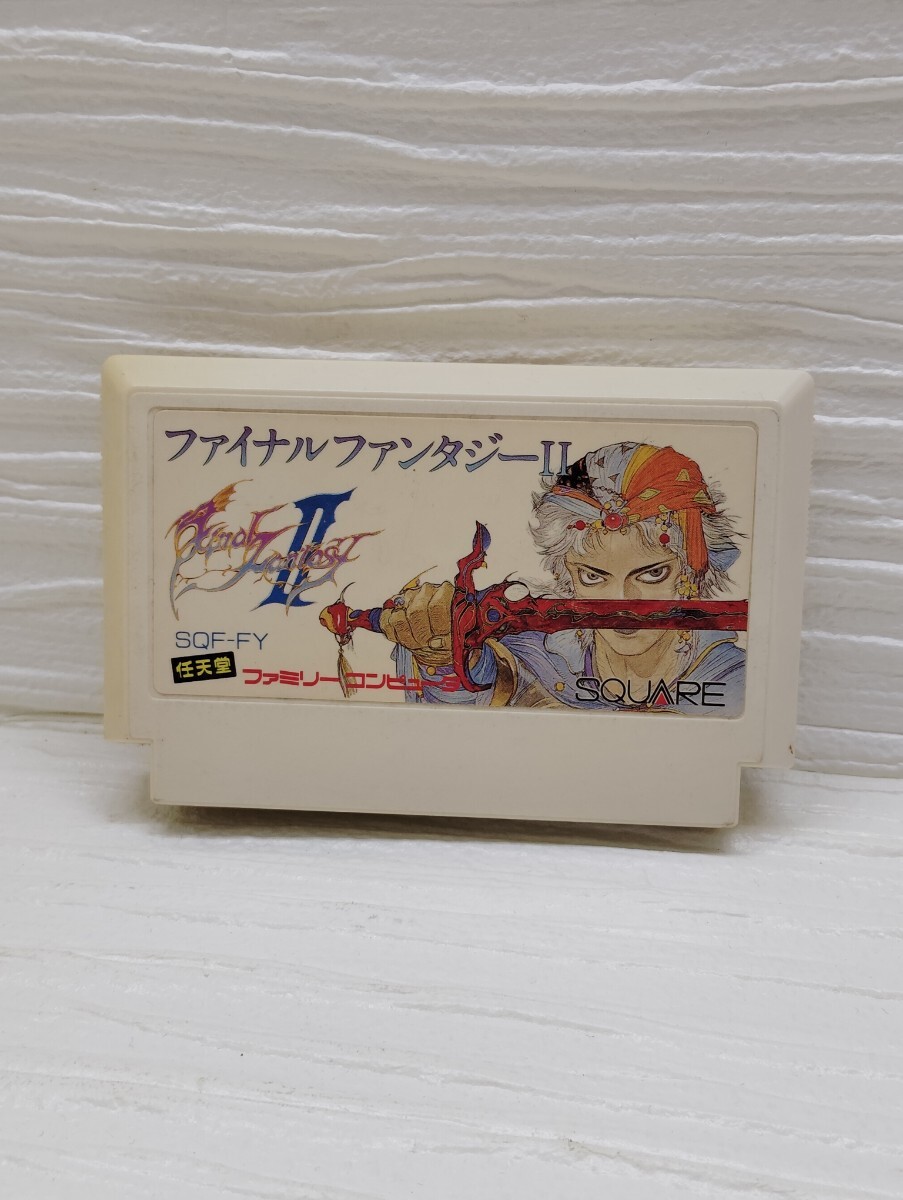 ファイナルファンタジーII
Final Fantasy II
SQF-FY
任天堂
ファミリーコンピュータ
SQUARE